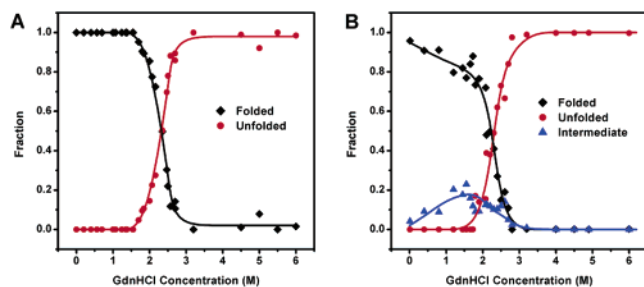 A
1.0
0.8
0.6
0.4
0.2
0.0
Fraction
Folded
Unfolded
0 1 2 3 4 5 6
GdnHCl Concentration (M)
B
1.0
0.8
0.6
0.4
0.2
0.0
Fraction
Folded
Unfolded
Intermediate
0 1 2 3 4 5 6
GdnHCl Concentration (M)